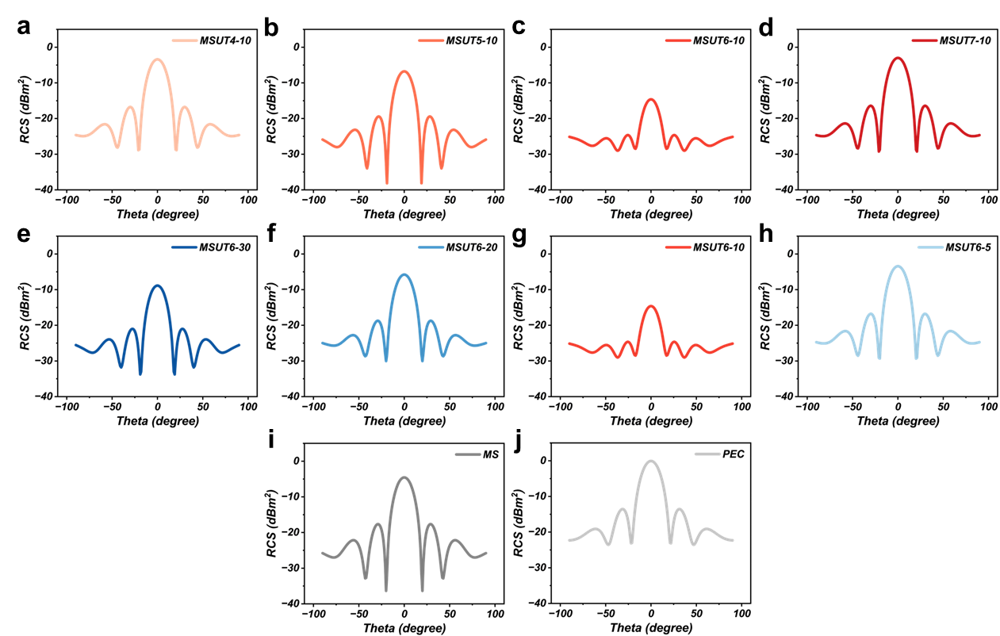 a
MSUT4-10
RCS (dBm²)
0
−10
−20
−30
−40
−100
−50
0
50
100
Theta (degree)
b
MSUT5-10
RCS (dBm²)
0
−10
−20
−30
−40
−100
−50
0
50
100
Theta (degree)
c
MSUT6-10
RCS (dBm²)
0
−10
−20
−30
−40
−100
−50
0
50
100
Theta (degree)
d
MSUT7-10
RCS (dBm²)
0
−10
−20
−30
−40
−100
−50
0
50
100
Theta (degree)
e
MSUT6-30
RCS (dBm²)
0
−10
−20
−30
−40
−100
−50
0
50
100
Theta (degree)
f
MSUT6-20
RCS (dBm²)
0
−10
−20
−30
−40
−100
−50
0
50
100
Theta (degree)
g
MSUT6-10
RCS (dBm²)
0
−10
−20
−30
−40
−100
−50
0
50
100
Theta (degree)
h
MSUT6-5
RCS (dBm²)
0
−10
−20
−30
−40
−100
−50
0
50
100
Theta (degree)
i
MS
RCS (dBm²)
0
−10
−20
−30
−40
−100
−50
0
50
100
Theta (degree)
j
PEC
RCS (dBm²)
0
−10
−20
−30
−40
−100
−50
0
50
100
Theta (degree)